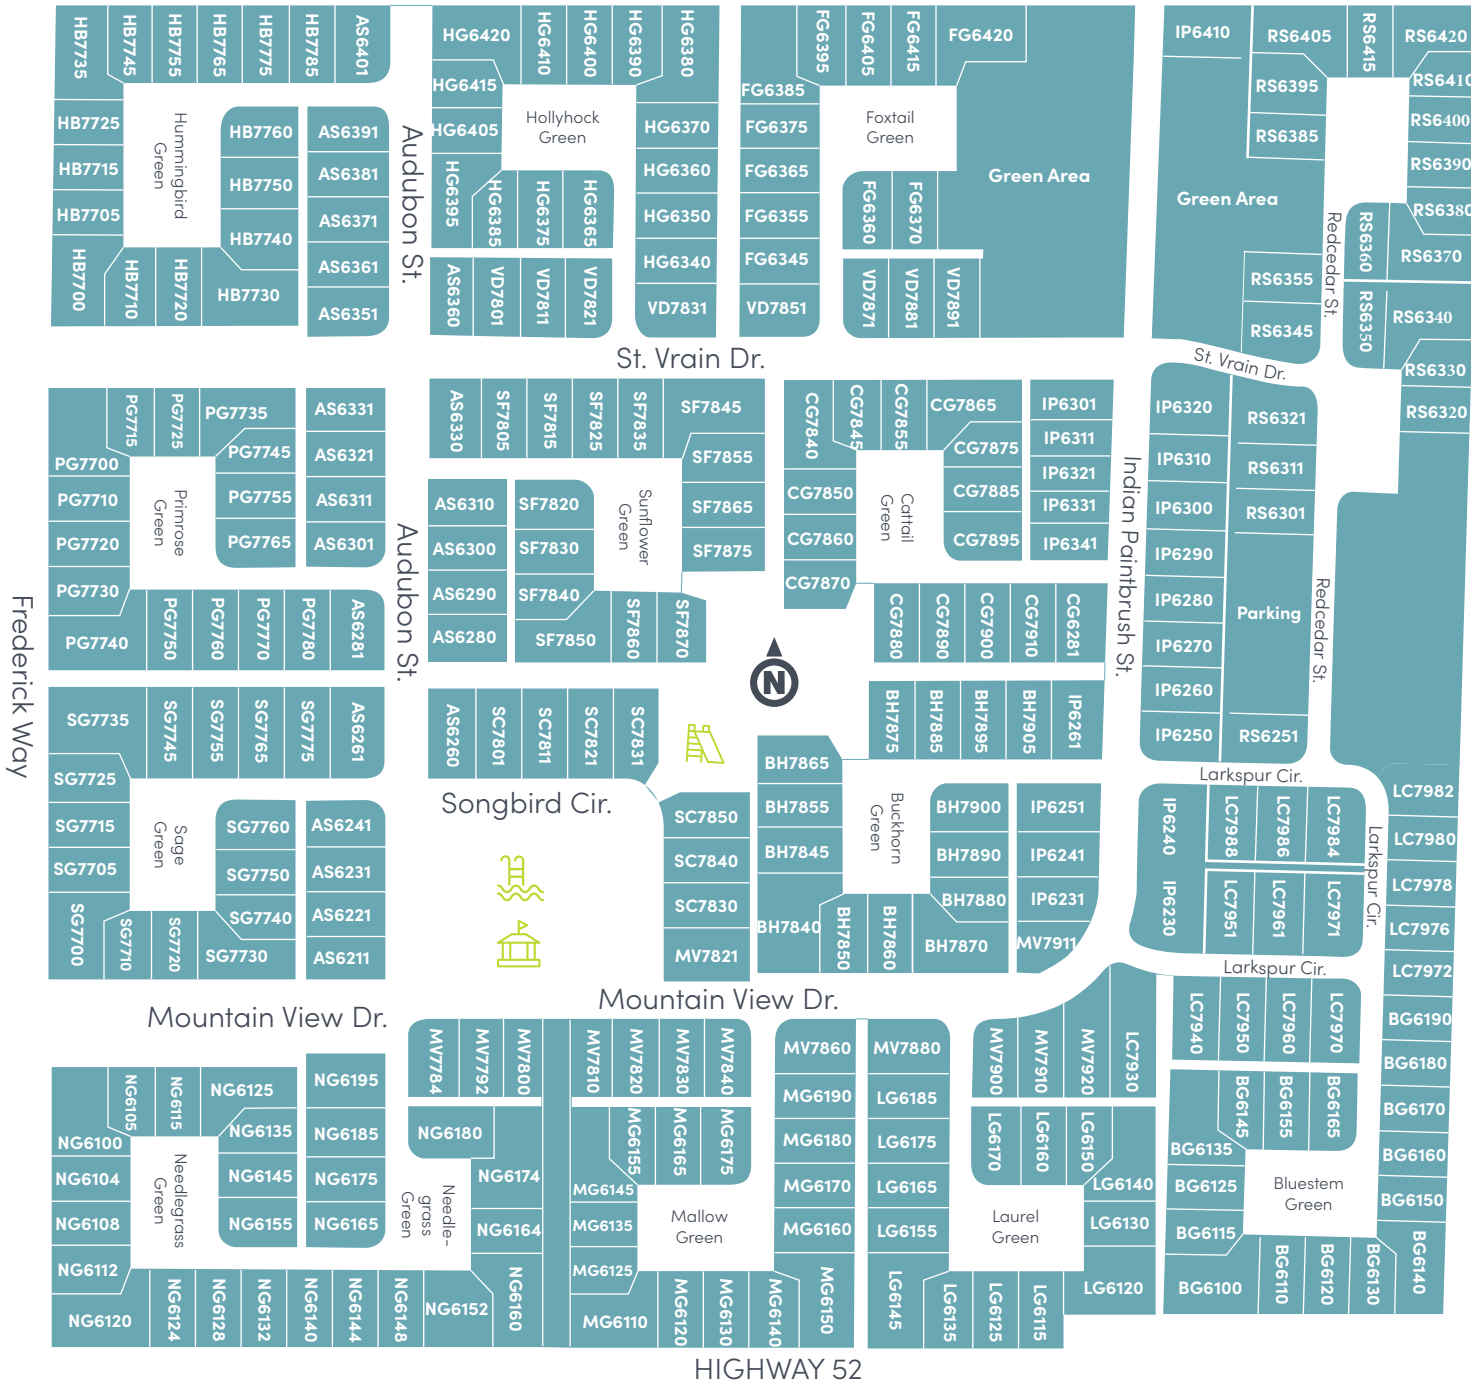 HB7735
HB7745
HB7755
HB7765
HB7775
HB7785
AS6401
HB7725
HB7715
HB7705
HB7700
HB7710
HB7720
HB7730
Hummingbird
Green
HB7760
HB7750
HB7740
AS6391
AS6381
AS6371
AS6361
AS6351
Audubon St.
HG6420
HG6410
HG6400
HG6390
HG6380
HG6415
HG6405
HG6395
HG6385
HG6375
HG6365
Hollyhock
Green
HG6370
HG6360
HG6350
HG6340
VD7831
AS6360
VD7801
VD7811
VD7821
FG6395
FG6405
FG6415
FG6420
FG6385
FG6375
FG6365
FG6355
FG6345
VD7851
Foxtail
Green
FG6360
FG6370
VD7871
VD7881
VD7891
Green Area
IP6410
Green Area
RS6405
RS6415
RS6420
RS6395
RS6385
RS6410
RS6400
RS6390
RS6380
RS6370
RS6360
Redcedar St.
RS6355
RS6345
RS6350
RS6340
RS6330
RS6320
St. Vrain Dr.
St. Vrain Dr.
PG7715
PG7725
PG7735
PG7700
PG7710
PG7720
PG7730
PG7740
Primrose
Green
PG7745
PG7755
PG7765
PG7750
PG7760
PG7770
PG7780
AS6281
AS6331
AS6321
AS6311
AS6301
Audubon St.
AS6330
SF7805
SF7815
SF7825
SF7835
SF7845
SF7855
SF7865
SF7875
AS6310
AS6300
AS6290
AS6280
SF7820
SF7830
SF7840
SF7850
SF7860
SF7870
Sunflower
Green
CG7840
CG7845
CG7855
CG7865
CG7850
CG7860
CG7870
Cattail
Green
CG7875
CG7885
CG7895
IP6301
IP6311
IP6321
IP6331
IP6341
CG7880
CG7890
CG7900
CG7910
CG6281
Indian Paintbrush St.
IP6320
IP6310
IP6300
IP6290
IP6280
IP6270
IP6260
IP6250
RS6321
RS6311
RS6301
Parking
RS6251
Redcedar St.
Frederick Way
N
SG7735
SG7745
SG7755
SG7765
SG7775
AS6261
SG7725
SG7715
SG7705
SG7700
SG7710
SG7720
SG7730
Sage
Green
SG7760
SG7750
SG7740
AS6241
AS6231
AS6221
AS6211
AS6260
SC7801
SC7811
SC7821
SC7831
Songbird Cir.
SC7850
SC7840
SC7830
MV7821
BH7865
BH7855
BH7845
BH7840
BH7850
BH7860
BH7870
BH7875
BH7885
BH7895
BH7905
IP6261
Buckhorn
Green
BH7900
BH7890
BH7880
IP6251
IP6241
IP6231
MV7911
Larkspur Cir.
IP6240
LC7988
LC7986
LC7984
IP6230
LC7951
LC7961
LC7971
Larkspur Cir.
Larkspur Cir.
LC7982
LC7980
LC7978
LC7976
LC7972
BG6190
BG6180
BG6170
BG6160
BG6150
BG6140
Mountain View Dr.
Mountain View Dr.
NG6105
NG6115
NG6125
NG6100
NG6104
NG6108
NG6112
NG6120
Needlegrass
Green
NG6135
NG6145
NG6155
NG6195
NG6185
NG6175
NG6165
NG6124
NG6128
NG6132
NG6140
NG6144
NG6148
NG6152
NG6160
MV7784
MV7792
MV7800
NG6180
NG6174
NG6164
Needle-
grass
Green
MV7810
MV7820
MV7830
MV7840
MG6155
MG6165
MG6175
MG6145
MG6135
MG6125
MG6110
MG6120
MG6130
MG6140
MG6150
Mallow
Green
MV7860
MG6190
MG6180
MG6170
MG6160
MV7880
LG6185
LG6175
LG6165
LG6155
LG6145
LG6135
LG6125
LG6115
Laurel
Green
MV7900
MV7910
MV7920
LC7930
LG6170
LG6160
LG6150
LG6140
LG6130
LG6120
LC7940
LC7950
LC7960
LC7970
BG6145
BG6155
BG6165
BG6135
BG6125
BG6115
BG6100
BG6110
BG6120
BG6130
Bluestem
Green
HIGHWAY 52